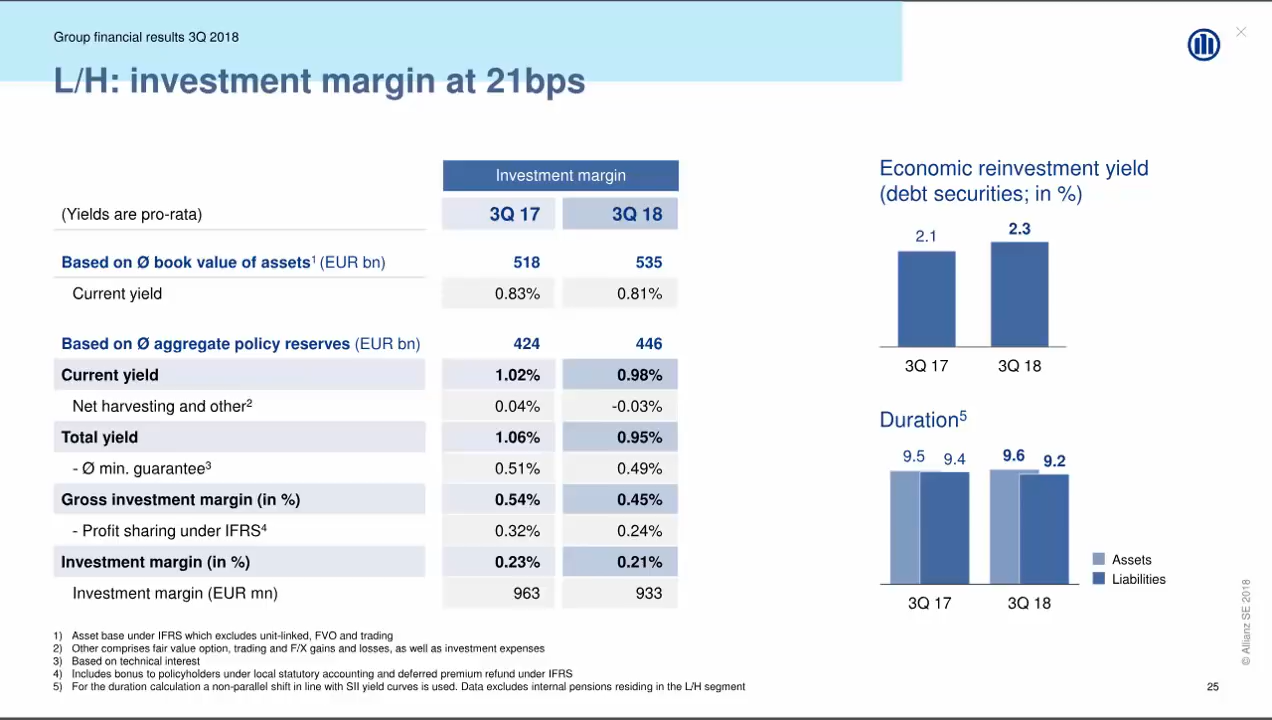 Group financial results 3Q 2018
L/H: investment margin at 21bps
Investment margin
(Yields are pro-rata) 3Q 17 3Q 18
Based on Ø book value of assets¹ (EUR bn) 518 535
Current yield 0.83% 0.81%
Based on Ø aggregate policy reserves (EUR bn) 424 446
Current yield 1.02% 0.98%
Net harvesting and other² 0.04% -0.03%
Total yield 1.06% 0.95%
- Ø min. guarantee³ 0.51% 0.49%
Gross investment margin (in %) 0.54% 0.45%
- Profit sharing under IFRS⁴ 0.32% 0.24%
Investment margin (in %) 0.23% 0.21%
Investment margin (EUR mn) 963 933
Economic reinvestment yield
(debt securities; in %)
2.1 2.3
3Q 17 3Q 18
Duration⁵
9.5 9.4 9.6 9.2
Assets
Liabilities
3Q 17 3Q 18
1) Asset base under IFRS which excludes unit-linked, FVO and trading
2) Other comprises fair value option, trading and F/X gains and losses, as well as investment expenses
3) Based on technical interest
4) Includes bonus to policyholders under local statutory accounting and deferred premium refund under IFRS
5) For the duration calculation a non-parallel shift in line with SII yield curves is used. Data excludes internal pensions residing in the L/H segment
© Allianz SE 2018
25